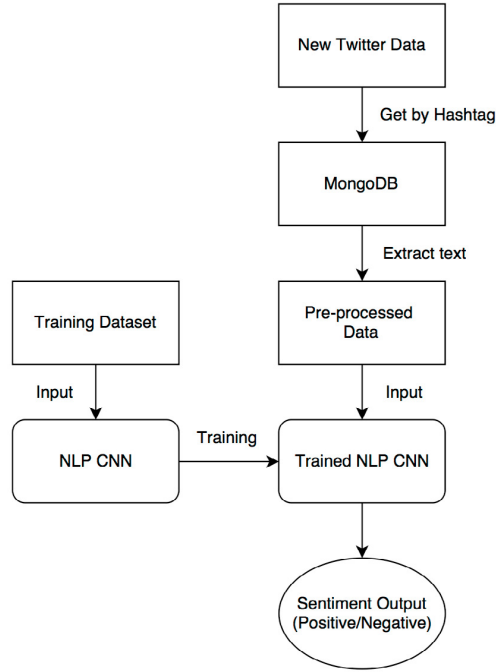 New Twitter Data
Get by Hashtag
MongoDB
Extract text
Training Dataset
Pre-processed
Data
Input
Input
NLP CNN
Training
Trained NLP CNN
Sentiment Output
(Positive/Negative)